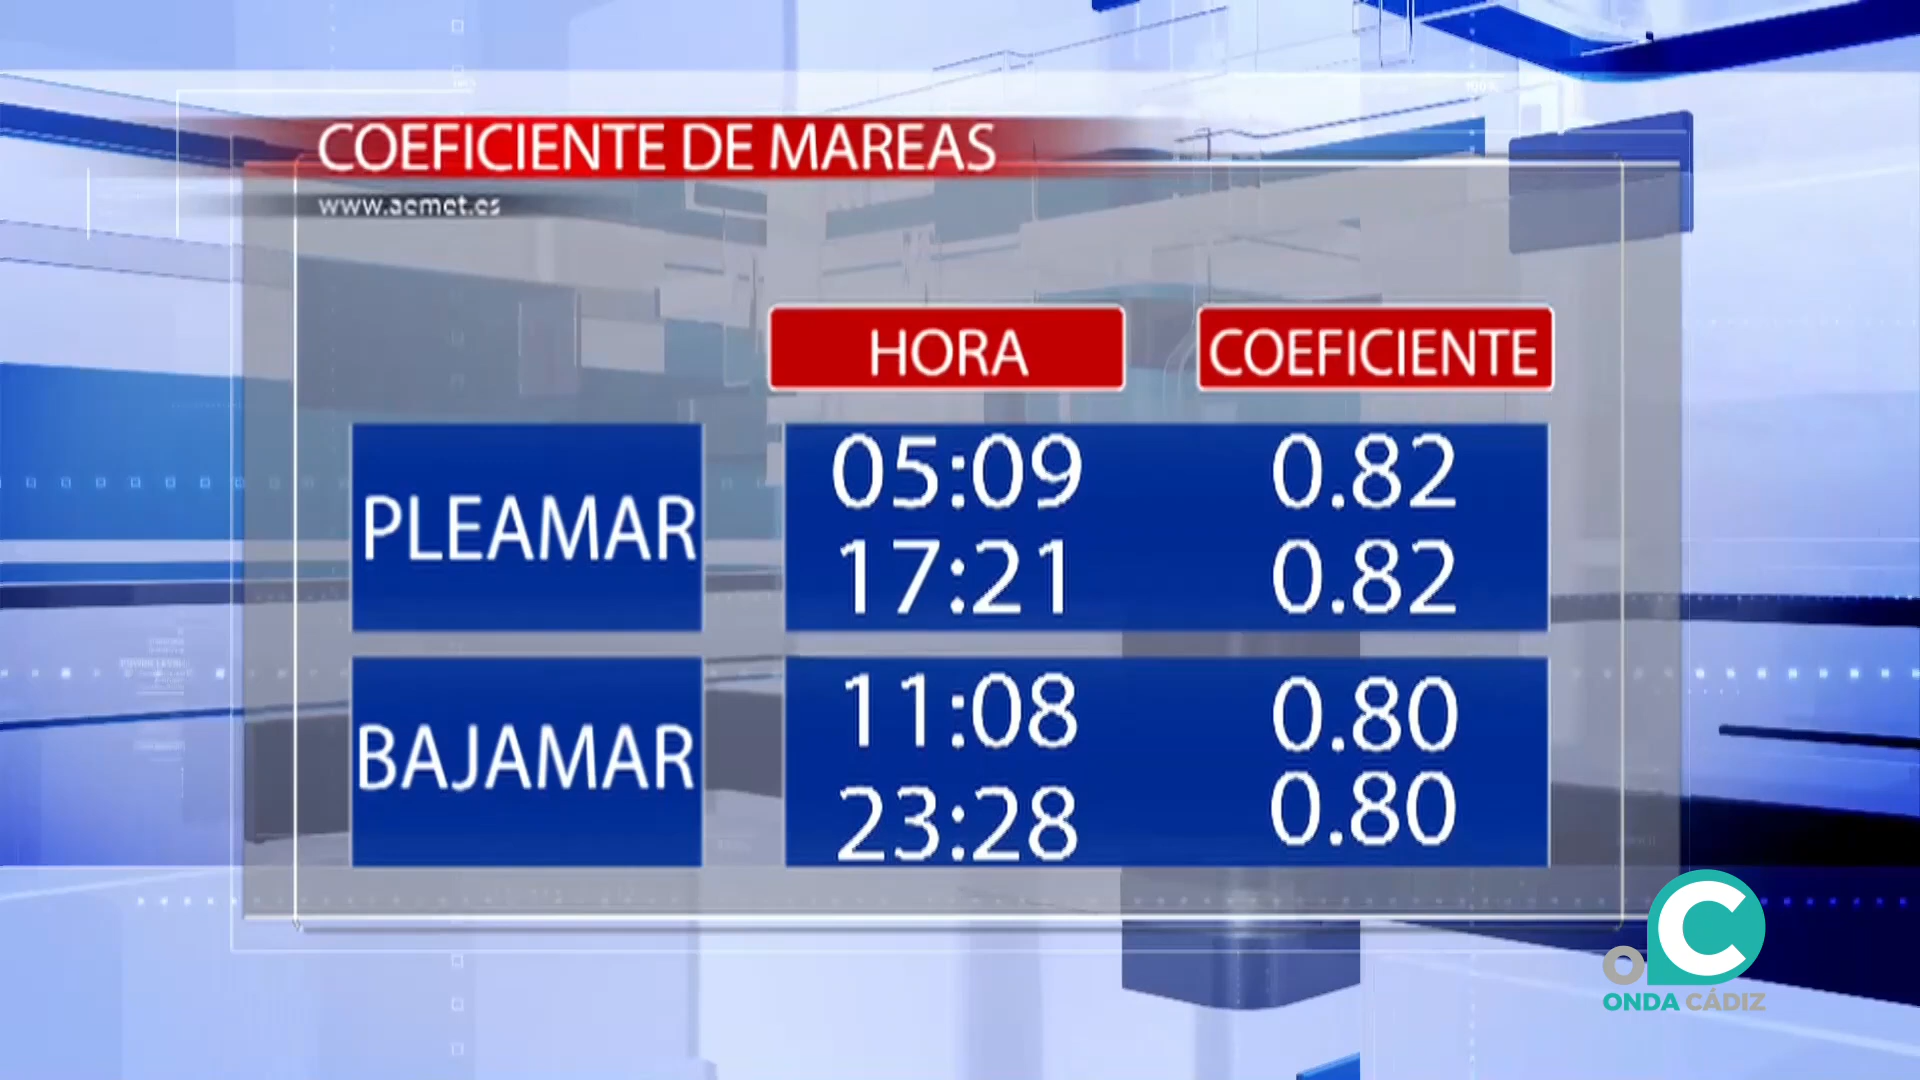 COEFICIENTE DE MAREAS
www.aemet.es
HORA COEFICIENTE
PLEAMAR
05:09 0.82
17:21 0.82
BAJAMAR
11:08 0.80
23:28 0.80
ONDA CÁDIZ